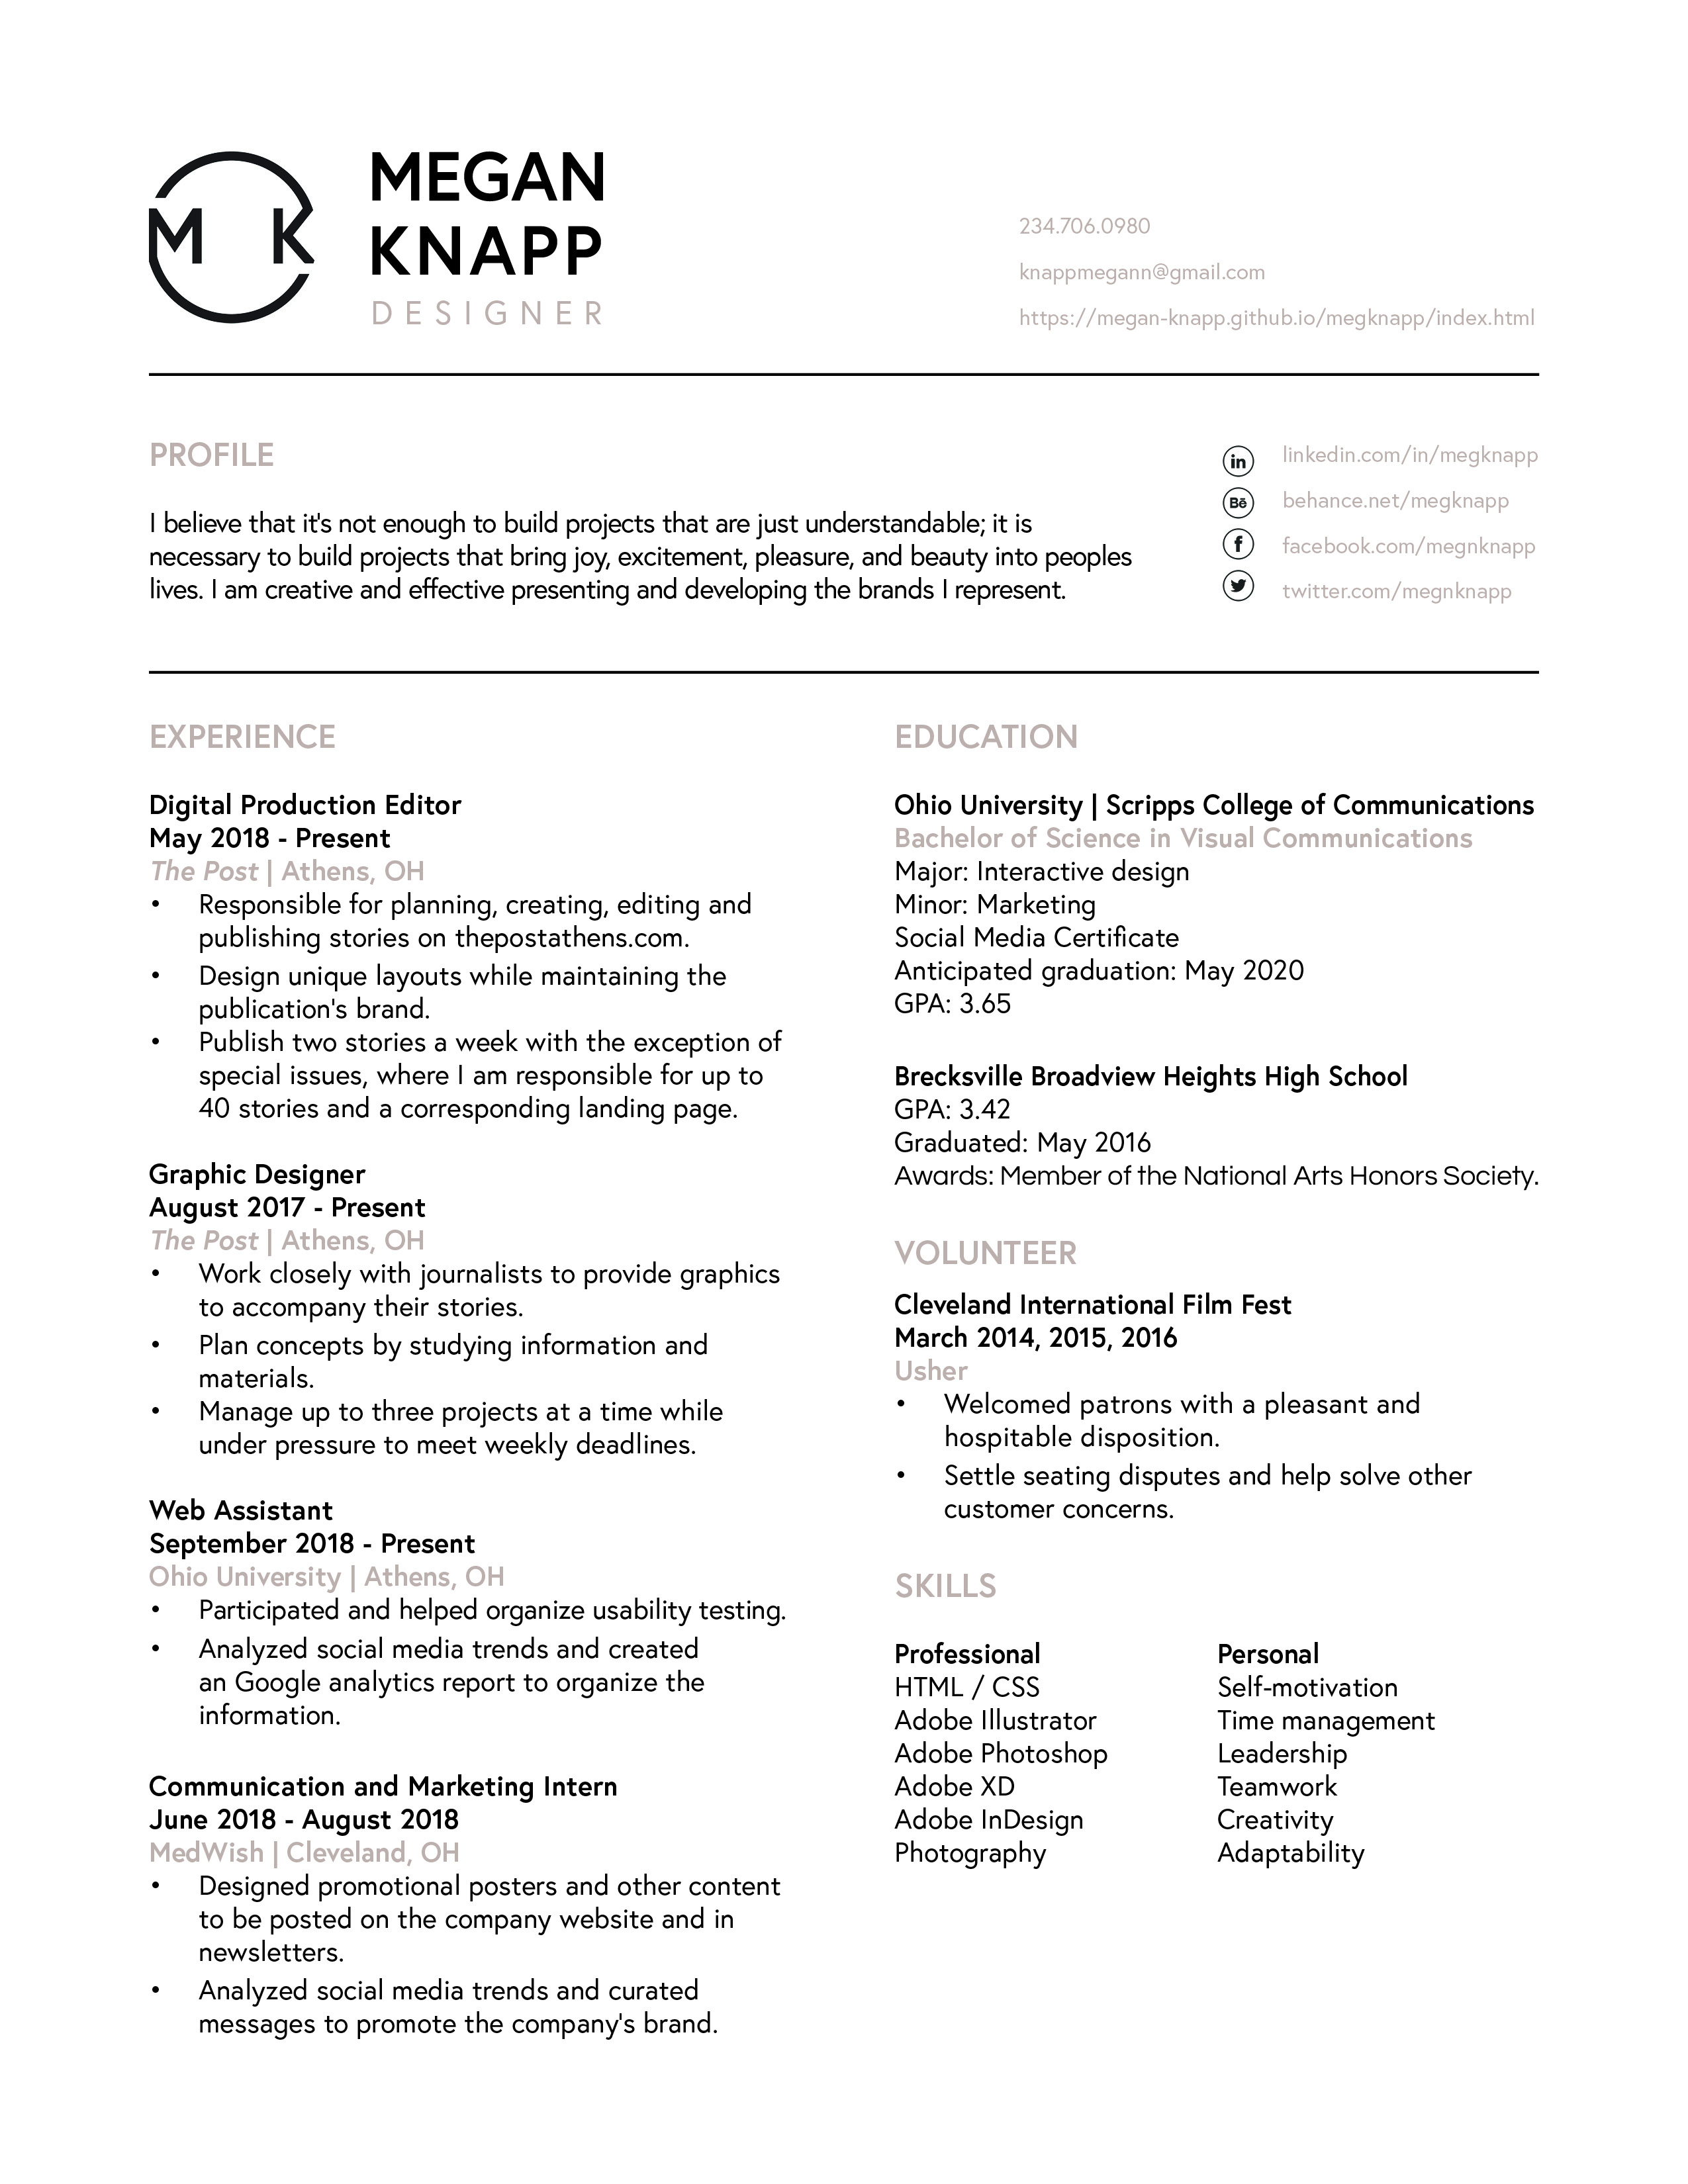 M K
MEGAN
KNAPP
DESIGNER
234.706.0980
knappmegann@gmail.com
https://megan-knapp.github.io/megknapp/index.html
PROFILE
I believe that it's not enough to build projects that are just understandable; it is
necessary to build projects that bring joy, excitement, pleasure, and beauty into peoples
lives. I am creative and effective presenting and developing the brands I represent.
in linkedin.com/in/megknapp
Bē behance.net/megknapp
f facebook.com/megnknapp
twitter.com/megnknapp
EXPERIENCE
Digital Production Editor
May 2018 - Present
The Post | Athens, OH
• Responsible for planning, creating, editing and
publishing stories on thepostathens.com.
• Design unique layouts while maintaining the
publication's brand.
• Publish two stories a week with the exception of
special issues, where I am responsible for up to
40 stories and a corresponding landing page.
Graphic Designer
August 2017 - Present
The Post | Athens, OH
• Work closely with journalists to provide graphics
to accompany their stories.
• Plan concepts by studying information and
materials.
• Manage up to three projects at a time while
under pressure to meet weekly deadlines.
Web Assistant
September 2018 - Present
Ohio University | Athens, OH
• Participated and helped organize usability testing.
• Analyzed social media trends and created
an Google analytics report to organize the
information.
Communication and Marketing Intern
June 2018 - August 2018
MedWish | Cleveland, OH
• Designed promotional posters and other content
to be posted on the company website and in
newsletters.
• Analyzed social media trends and curated
messages to promote the company's brand.
EDUCATION
Ohio University | Scripps College of Communications
Bachelor of Science in Visual Communications
Major: Interactive design
Minor: Marketing
Social Media Certificate
Anticipated graduation: May 2020
GPA: 3.65
Brecksville Broadview Heights High School
GPA: 3.42
Graduated: May 2016
Awards: Member of the National Arts Honors Society.
VOLUNTEER
Cleveland International Film Fest
March 2014, 2015, 2016
Usher
• Welcomed patrons with a pleasant and
hospitable disposition.
• Settle seating disputes and help solve other
customer concerns.
SKILLS
Professional
HTML / CSS
Adobe Illustrator
Adobe Photoshop
Adobe XD
Adobe InDesign
Photography
Personal
Self-motivation
Time management
Leadership
Teamwork
Creativity
Adaptability